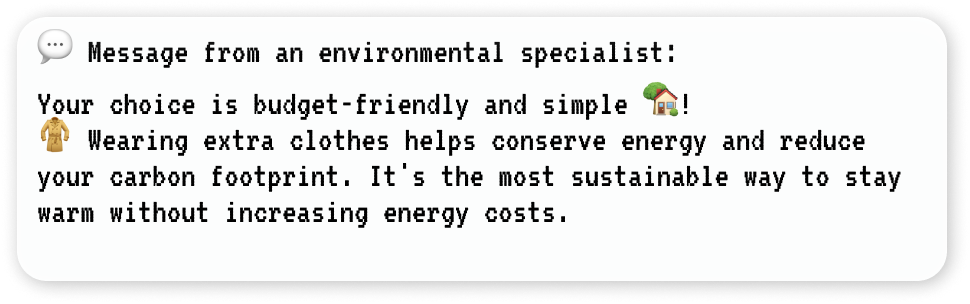 💬 Message from an environmental specialist:
Your choice is budget-friendly and simple 🏡!
🧥 Wearing extra clothes helps conserve energy and reduce
your carbon footprint. It's the most sustainable way to stay
warm without increasing energy costs.